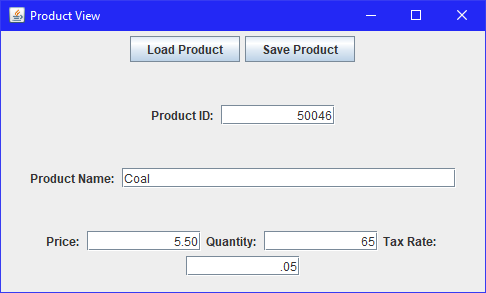 Product View
Load Product Save Product
Product ID: 50046
Product Name: Coal
Price: 5.50 Quantity: 65 Tax Rate:
.05